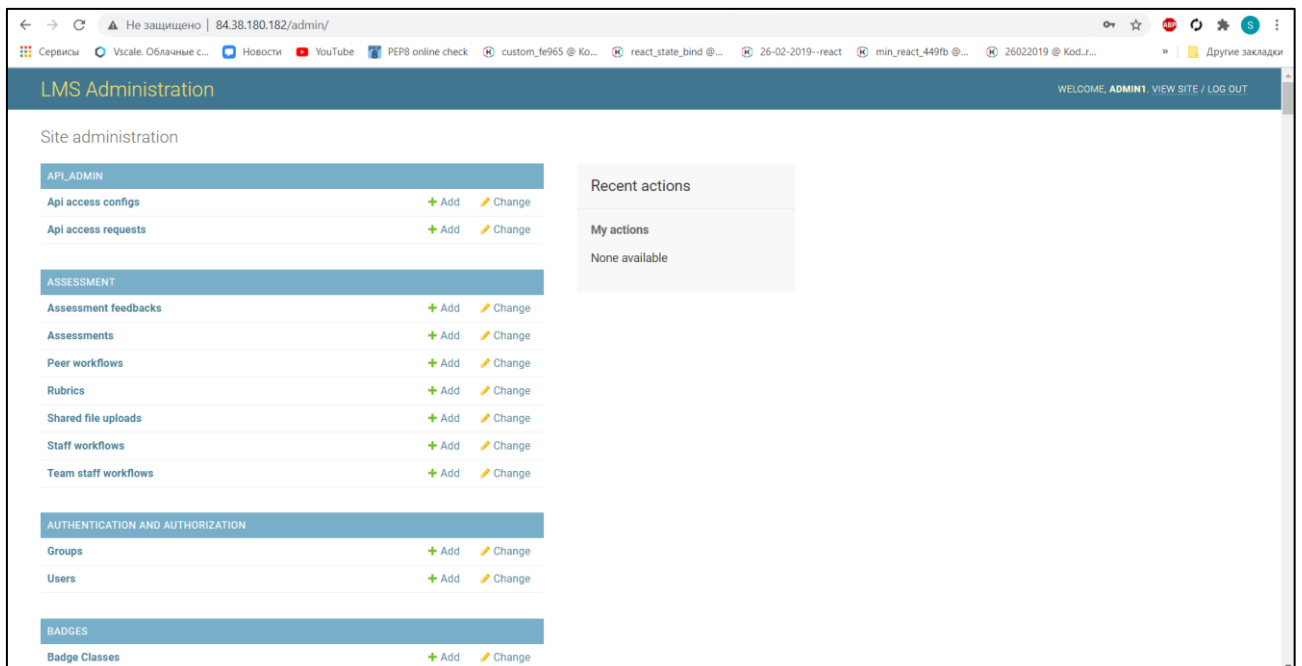 Не защищено | 84.38.180.182/admin/
ABP S
Сервисы Vscale. Облачные с... Новости YouTube 8 PEP8 online check K custom_fe965 @ Ko... K react_state_bind @... K 26-02-2019--react K min_react_449fb @... K 26022019 @ Kod..r... » Другие закладки
LMS Administration WELCOME, ADMIN1. VIEW SITE / LOG OUT
Site administration
API_ADMIN
Api access configs + Add Change
Api access requests + Add Change
ASSESSMENT
Assessment feedbacks + Add Change
Assessments + Add Change
Peer workflows + Add Change
Rubrics + Add Change
Shared file uploads + Add Change
Staff workflows + Add Change
Team staff workflows + Add Change
AUTHENTICATION AND AUTHORIZATION
Groups + Add Change
Users + Add Change
BADGES
Badge Classes + Add Change
Recent actions
My actions
None available